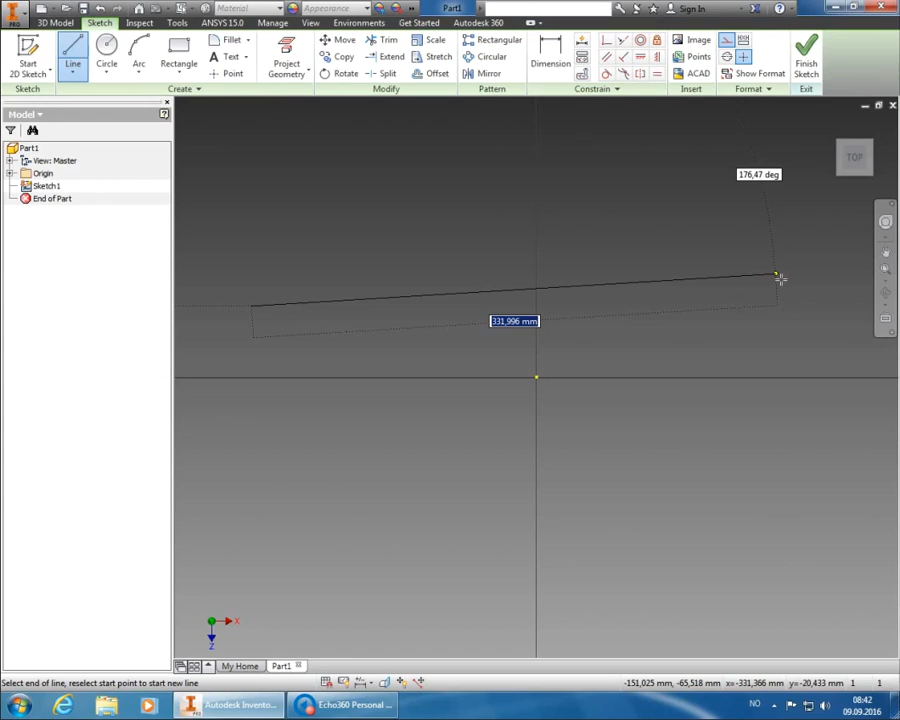 Material
Appearance
Part1
Sign In
PRO
3D Model
Sketch
Inspect
Tools
ANSYS 15.0
Manage
View
Environments
Get Started
Autodesk 360
Start
2D Sketch
Line
Circle
Arc
Rectangle
Fillet
Text
Point
Project
Geometry
Move
Copy
Rotate
Trim
Extend
Split
Scale
Stretch
Offset
Rectangular
Circular
Mirror
Dimension
Image
Points
ACAD
Show Format
Finish
Sketch
Sketch
Create
Modify
Pattern
Constrain
Insert
Format
Exit
Model
Part1
View: Master
Origin
Sketch1
End of Part
176,47 deg
TOP
331,996 mm
X
Z
My Home
Part1
Select end of line, reselect start point to start new line
-151,025 mm, -65,518 mm
x=-331,366 mm
y=-20,433 mm
1
1
Autodesk Invento...
Echo360 Personal ...
NO
08:42
09.09.2016